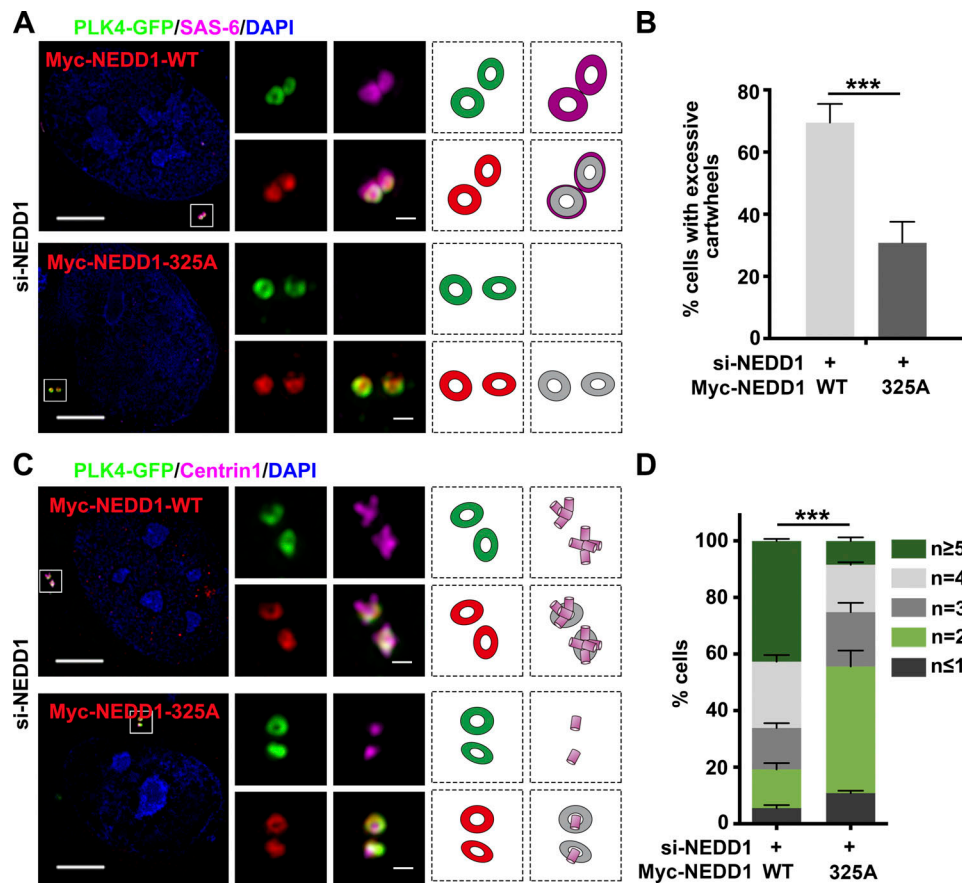 A
PLK4-GFP/SAS-6/DAPI
Myc-NEDD1-WT
Myc-NEDD1-325A
si-NEDD1
B
***
% cells with excessive
cartwheels
80
60
40
20
0
si-NEDD1 + +
Myc-NEDD1 WT 325A
C
PLK4-GFP/Centrin1/DAPI
Myc-NEDD1-WT
Myc-NEDD1-325A
si-NEDD1
D
***
% cells
100
80
60
40
20
0
n≥5
n=4
n=3
n=2
n≤1
si-NEDD1 + +
Myc-NEDD1 WT 325A